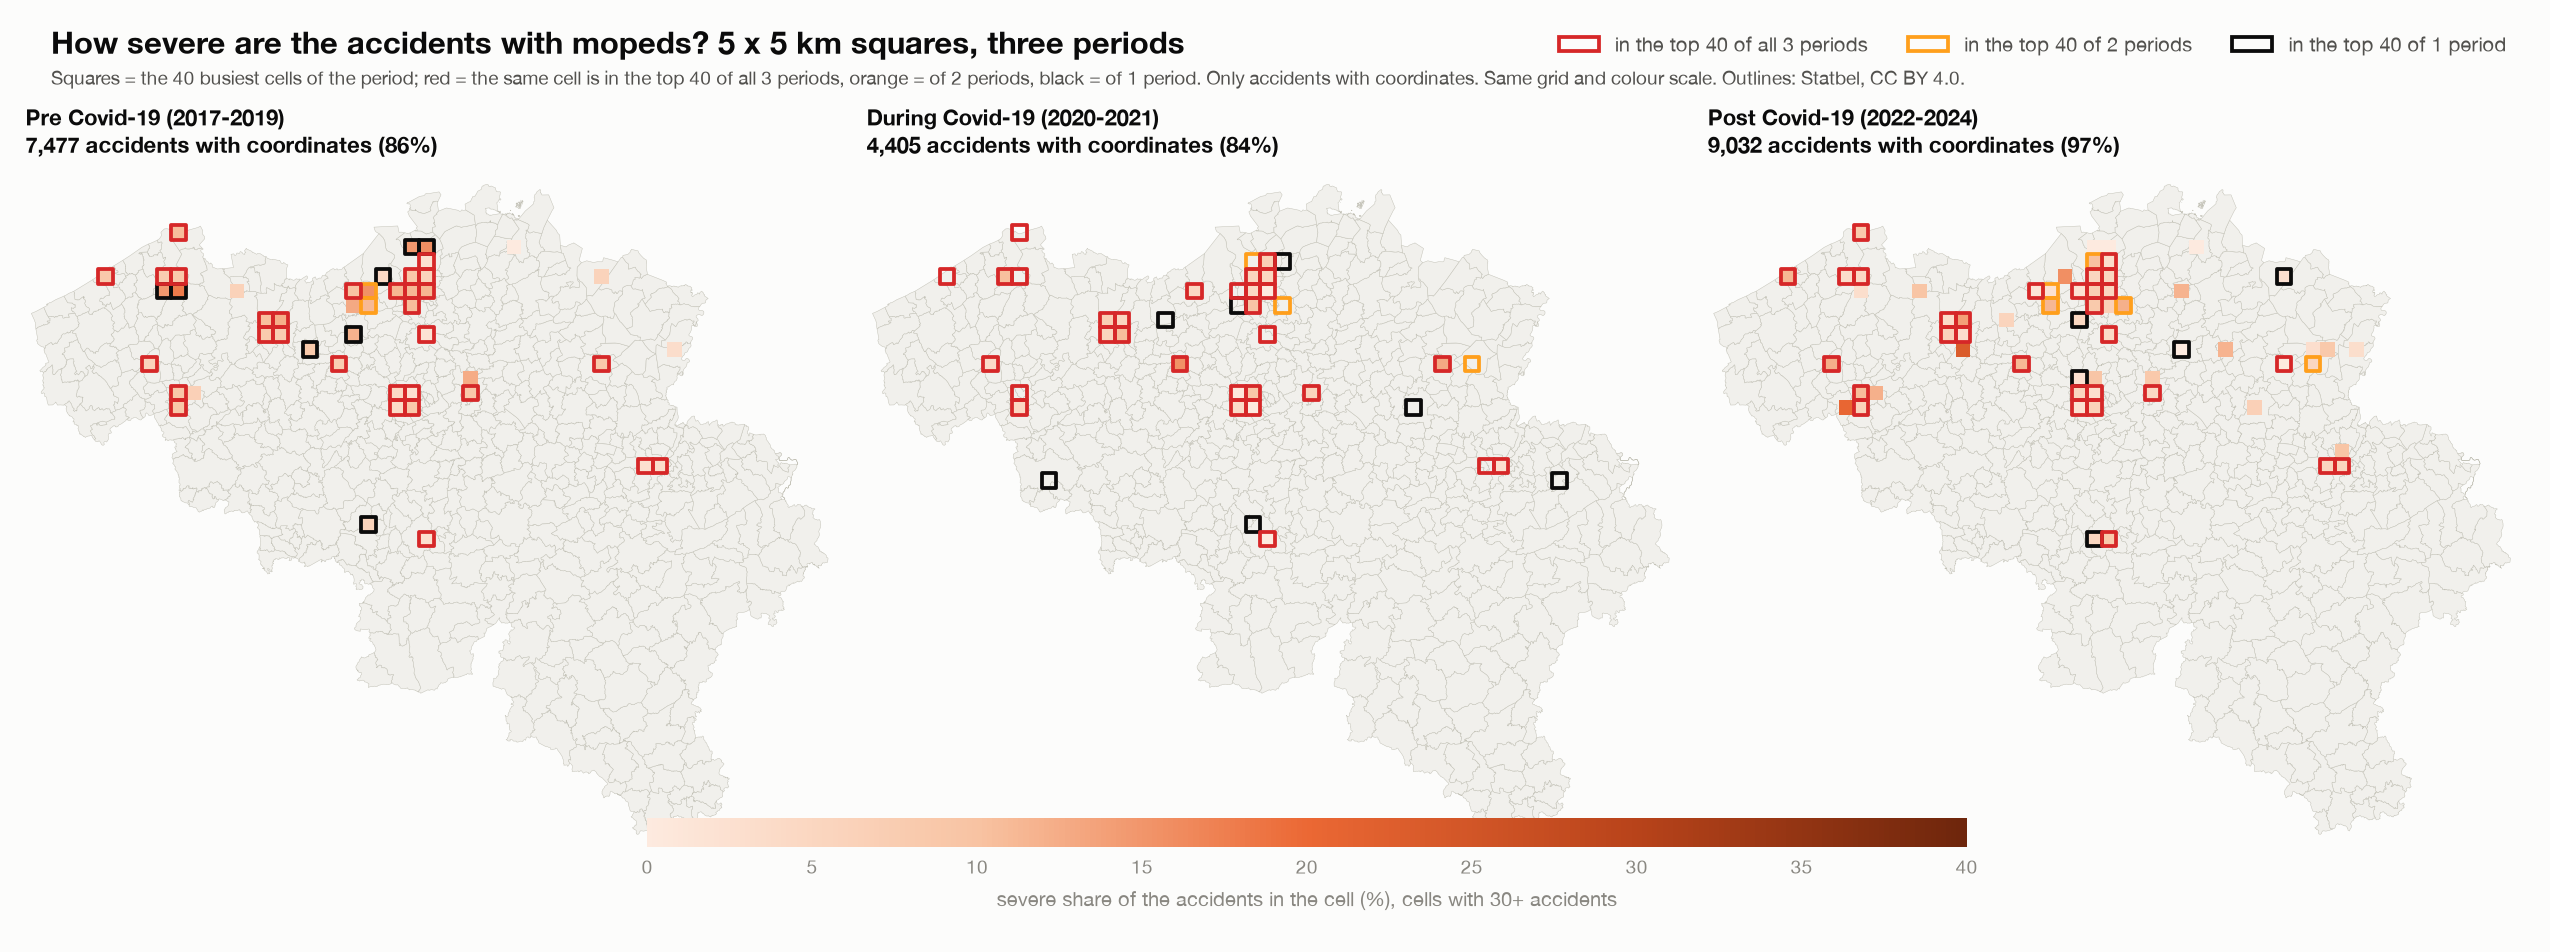 How severe are the accidents with mopeds? 5 x 5 km squares, three periods
in the top 40 of all 3 periods
in the top 40 of 2 periods
in the top 40 of 1 period
Squares = the 40 busiest cells of the period; red = the same cell is in the top 40 of all 3 periods, orange = of 2 periods, black = of 1 period. Only accidents with coordinates. Same grid and colour scale. Outlines: Statbel, CC BY 4.0.
Pre Covid-19 (2017-2019)
7,477 accidents with coordinates (86%)
During Covid-19 (2020-2021)
4,405 accidents with coordinates (84%)
Post Covid-19 (2022-2024)
9,032 accidents with coordinates (97%)
0 5 10 15 20 25 30 35 40
severe share of the accidents in the cell (%), cells with 30+ accidents